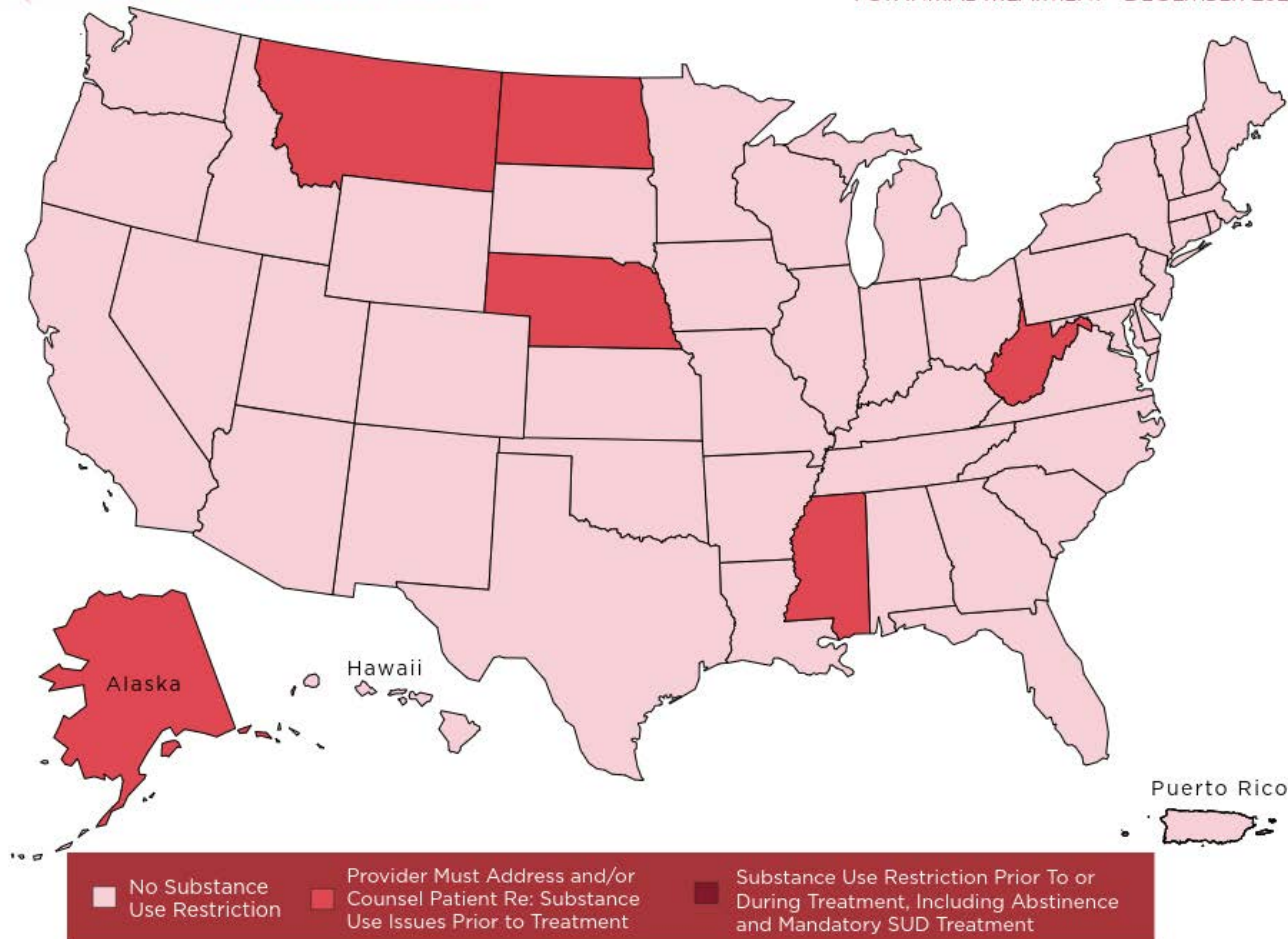 Alaska
Hawaii
Puerto Rico
No Substance
Use Restriction
Provider Must Address and/or
Counsel Patient Re: Substance
Use Issues Prior to Treatment
Substance Use Restriction Prior To or
During Treatment, Including Abstinence
and Mandatory SUD Treatment